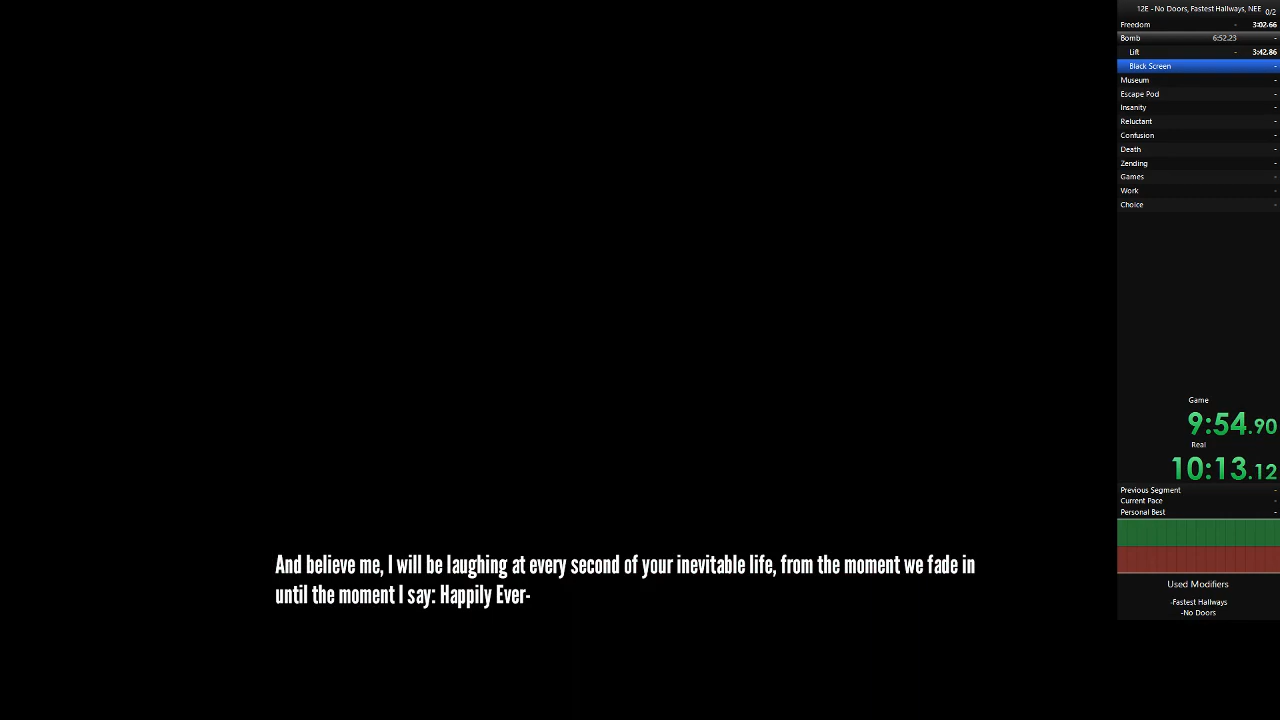 12E - No Doors, Fastest Hallways, NEE 0/2
Freedom - 3:02.66
Bomb 6:52.23 -
Lift - 3:42.86
Black Screen -
Museum -
Escape Pod -
Insanity -
Reluctant -
Confusion -
Death -
Zending -
Games -
Work -
Choice -
Game
9:54.90
Real
10:13.12
Previous Segment -
Current Pace -
Personal Best -
And believe me, I will be laughing at every second of your inevitable life, from the moment we fade in
until the moment I say: Happily Ever-
Used Modifiers
-Fastest Hallways
-No Doors